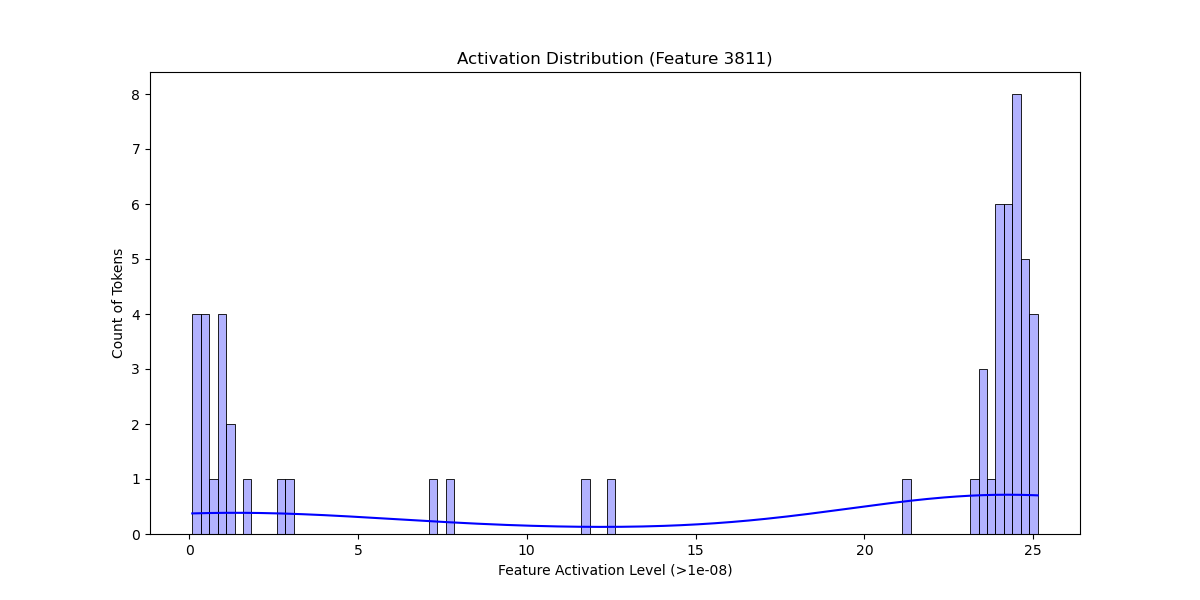 Activation Distribution (Feature 3811)
8
7
6
5
4
3
2
1
0
Count of Tokens
0 5 10 15 20 25
Feature Activation Level (>1e-08)